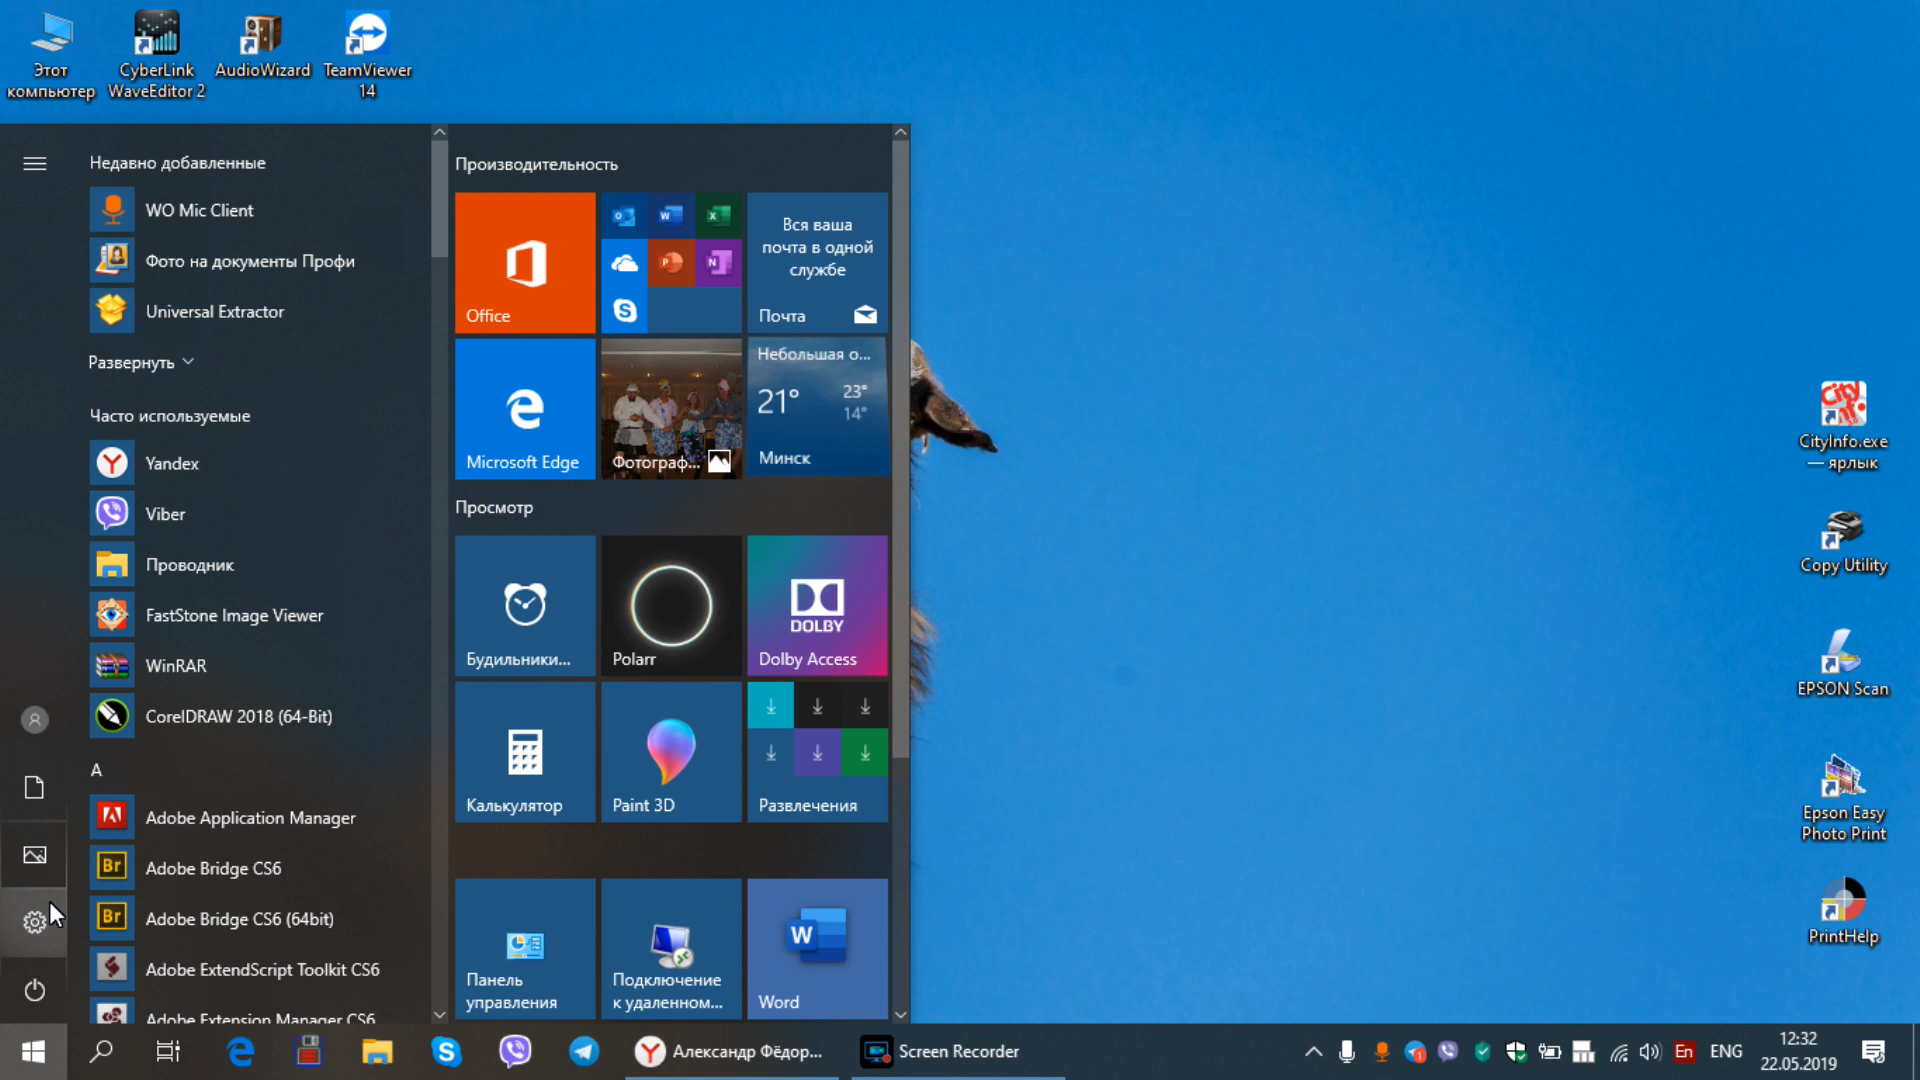 Этот
компьютер
CyberLink
WaveEditor 2
AudioWizard
TeamViewer
14
Недавно добавленные
WO Mic Client
Фото на документы Профи
Universal Extractor
Развернуть
Часто используемые
Yandex
Viber
Проводник
FastStone Image Viewer
WinRAR
CorelDRAW 2018 (64-Bit)
A
Adobe Application Manager
Adobe Bridge CS6
Adobe Bridge CS6 (64bit)
Adobe ExtendScript Toolkit CS6
Adobe Extension Manager CS6
Производительность
Office
Вся ваша
почта в одной
службе
Почта
Microsoft Edge
Фотограф...
Небольшая о...
21°
23°
14°
Минск
Просмотр
Будильники...
Polarr
DOLBY
Dolby Access
Калькулятор
Paint 3D
Развлечения
Панель
управления
Подключение
к удаленном...
Word
CityInfo.exe
— ярлык
Copy Utility
EPSON Scan
Epson Easy
Photo Print
PrintHelp
Александр Фёдор...
Screen Recorder
En
ENG
12:32
22.05.2019